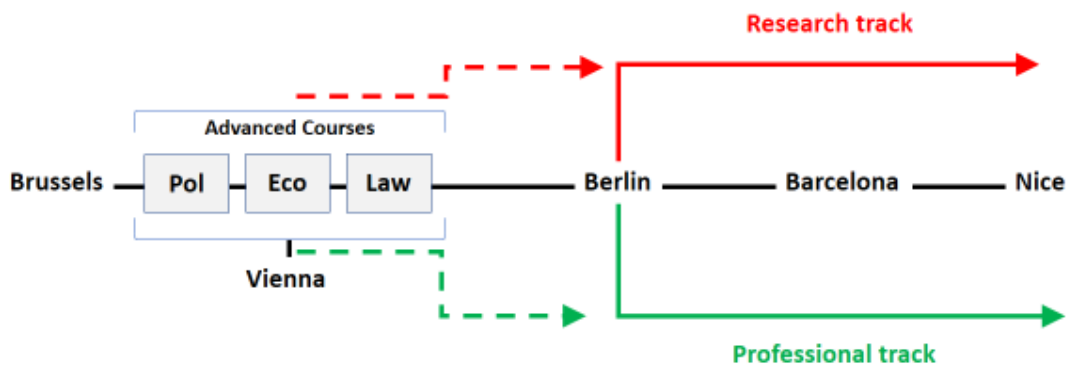 Research track
Advanced Courses
Brussels
Pol
Eco
Law
Berlin
Barcelona
Nice
Vienna
Professional track